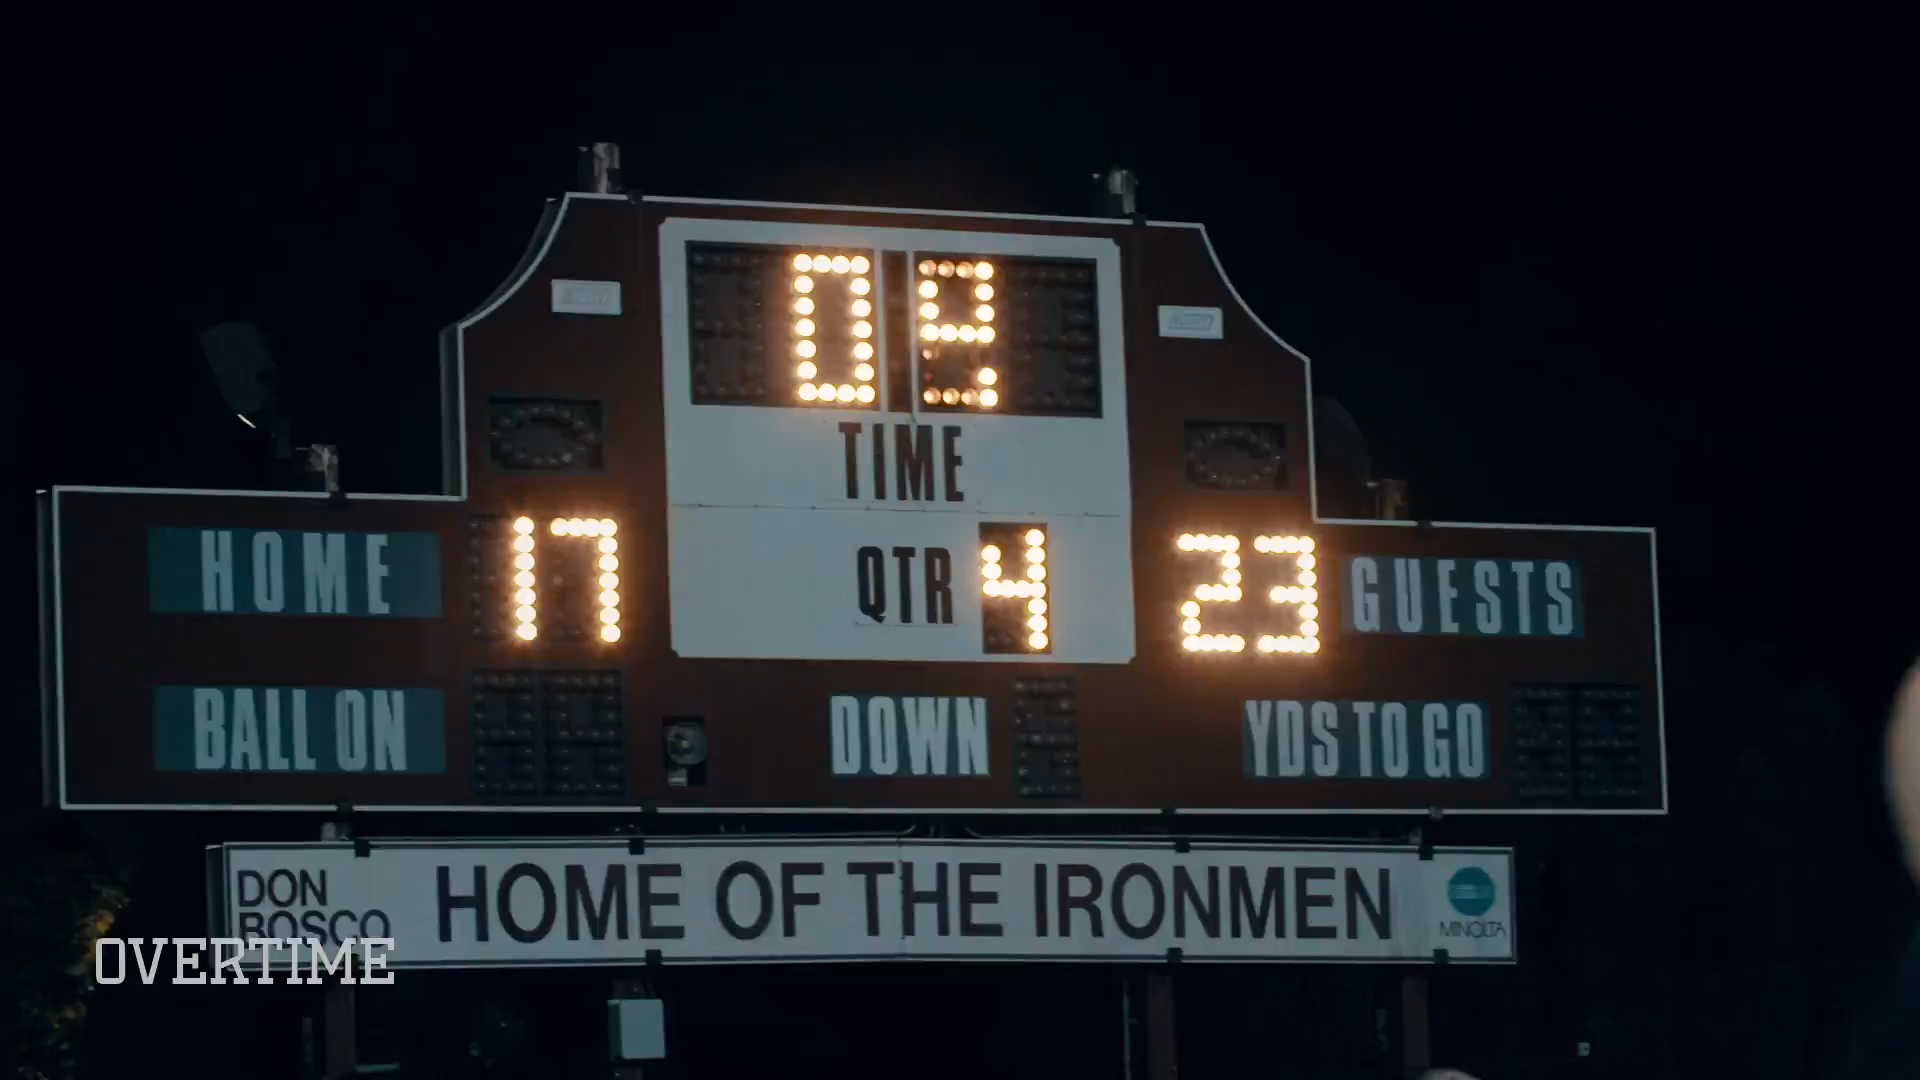 TIME
HOME 17
QTR 4
23 GUESTS
BALL ON
DOWN
YDS TO GO
DON
BOSCO
HOME OF THE IRONMEN
MINOLTA
OVERTIME